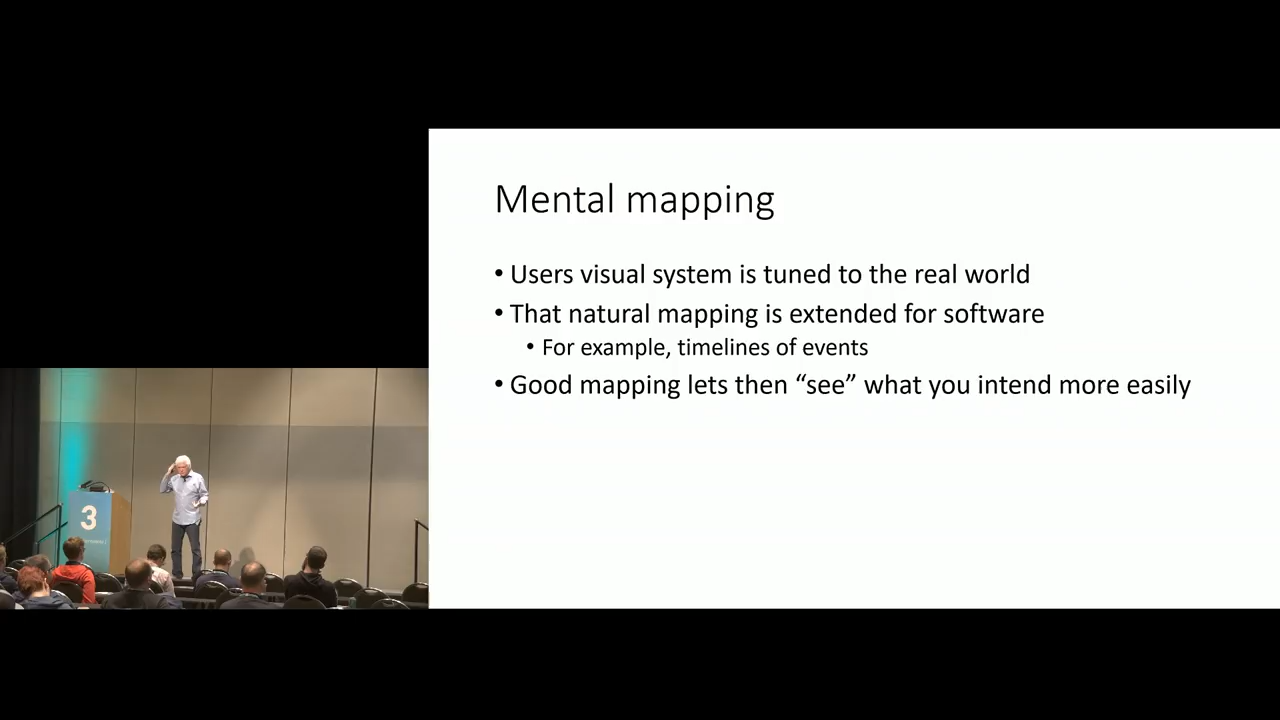 Mental mapping
• Users visual system is tuned to the real world
• That natural mapping is extended for software
• For example, timelines of events
• Good mapping lets then “see” what you intend more easily
3